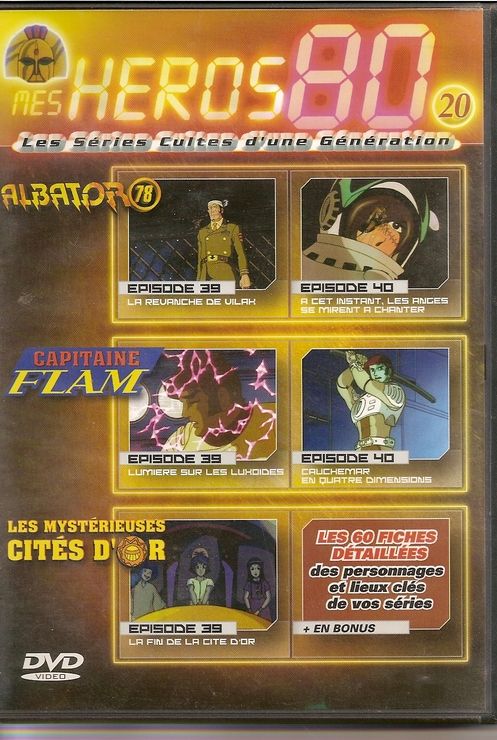 MES HEROS 80
20
Les Séries Cultes d'une Génération
ALBATOR 78
EPISODE 39
LA REVANCHE DE VILAK
EPISODE 40
A CET INSTANT, LES ANGES
SE MIRENT A CHANTER
CAPITAINE
FLAM
EPISODE 39
LUMIERE SUR LES LUXOIDES
EPISODE 40
CAUCHEMAR
EN QUATRE DIMENSIONS
LES MYSTÉRIEUSES
CITÉS D'OR
EPISODE 39
LA FIN DE LA CITE D'OR
LES 60 FICHES
DÉTAILLÉES
des personnages
et lieux clés
de vos séries
+ EN BONUS
DVD
VIDEO